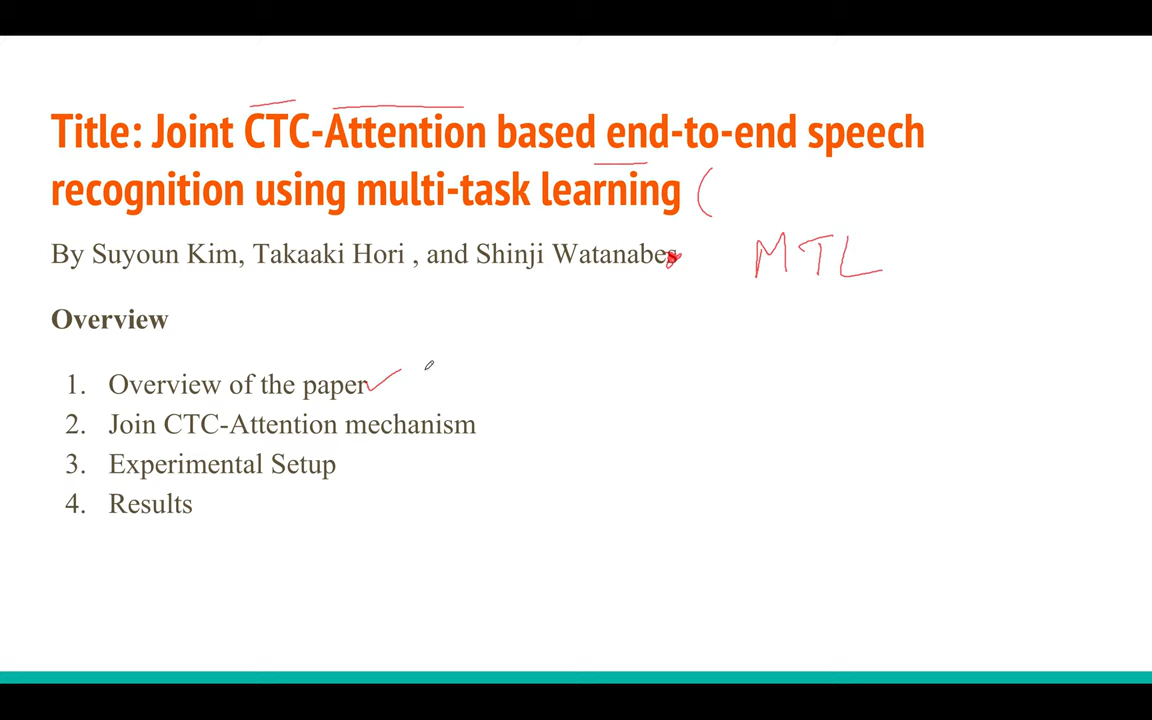 Title: Joint CTC-Attention based end-to-end speech
recognition using multi-task learning (
By Suyoun Kim, Takaaki Hori , and Shinji Watanabes
MTL
Overview
1. Overview of the paper
2. Join CTC-Attention mechanism
3. Experimental Setup
4. Results